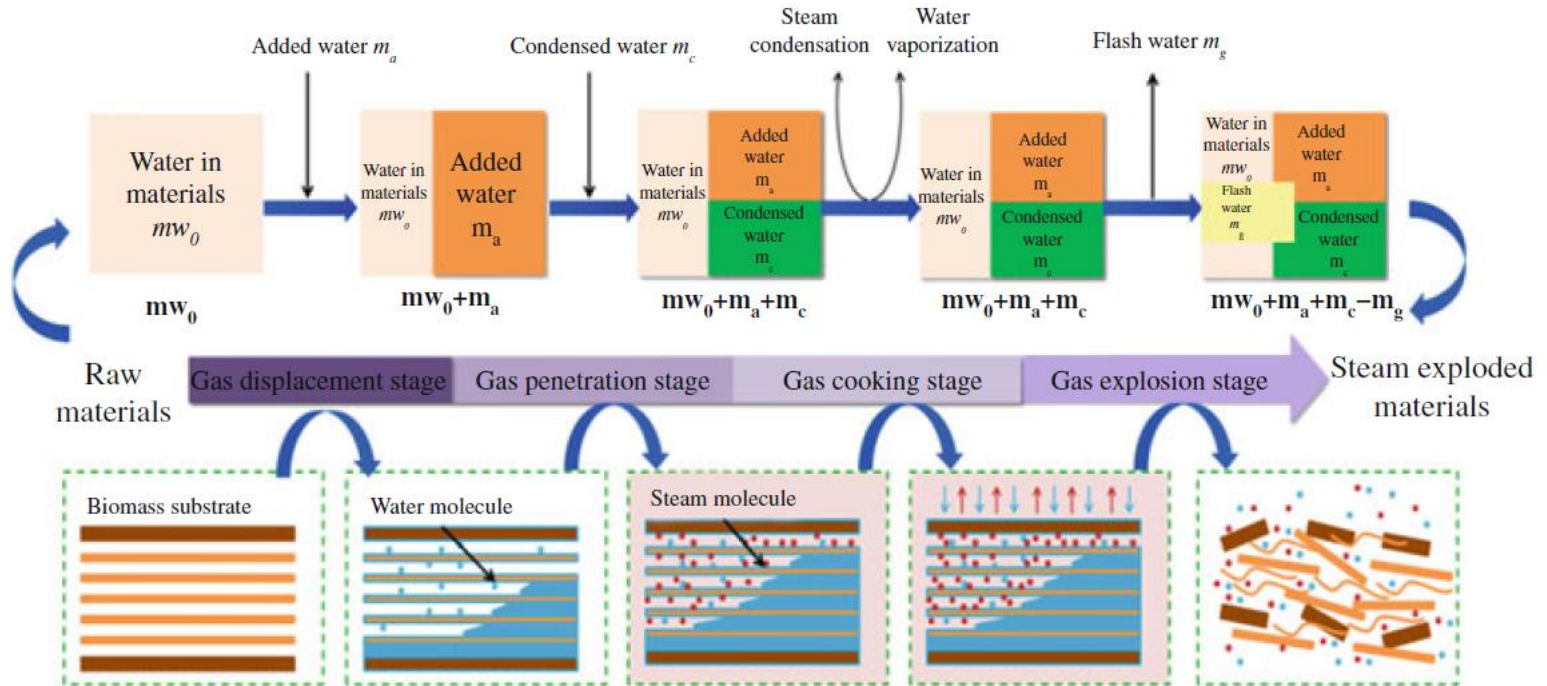 Added water m_a
Condensed water m_c
Steam
condensation
Water
vaporization
Flash water m_g
Water in
materials
mw_0
Water in
materials
mw_0
Added
water
m_a
Water in
materials
mw_0
Added
water
m_a
Condensed
water
m_c
Water in
materials
mw_0
Added
water
m_a
Condensed
water
m_c
Water in
materials
mw_0
Flash
water
m_g
Added
water
m_a
Condensed
water
m_c
mw_0
mw_0+m_a
mw_0+m_a+m_c
mw_0+m_a+m_c
mw_0+m_a+m_c−m_g
Raw
materials
Gas displacement stage
Gas penetration stage
Gas cooking stage
Gas explosion stage
Steam exploded
materials
Biomass substrate
Water molecule
Steam molecule